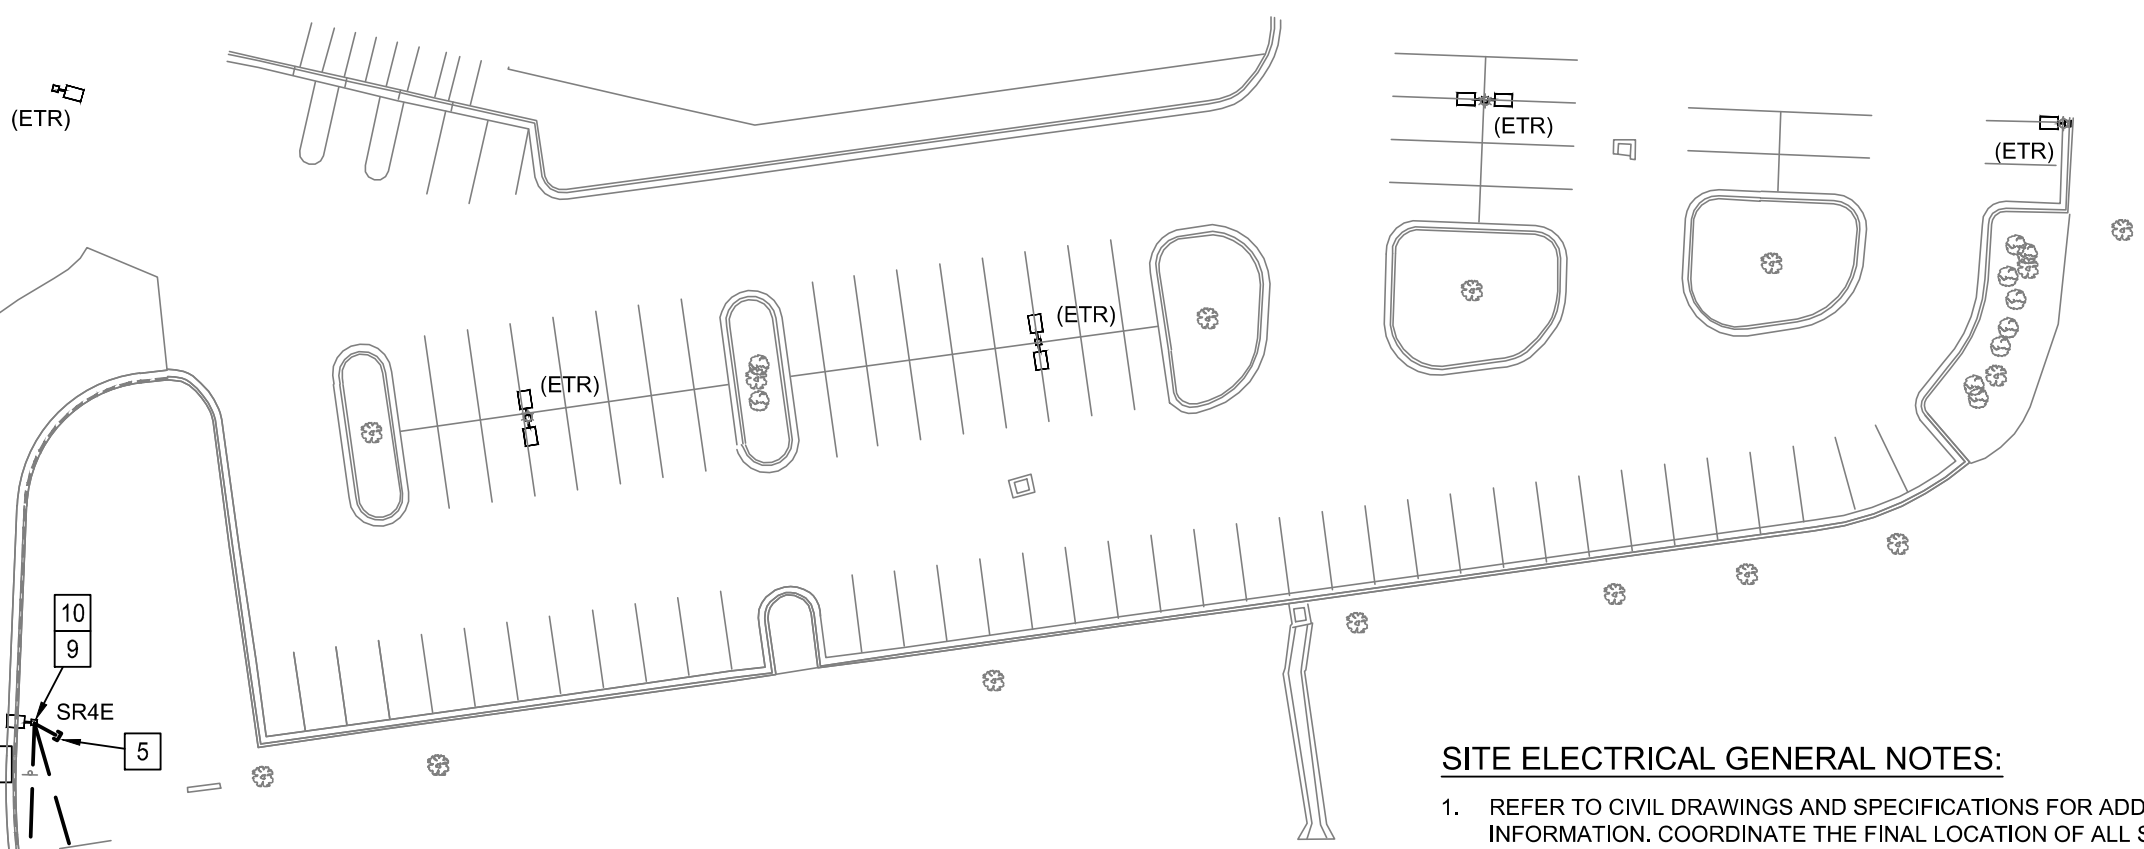 (ETR)
(ETR)
(ETR)
(ETR)
(ETR)
10
9
SR4E
5
SITE ELECTRICAL GENERAL NOTES:
1. REFER TO CIVIL DRAWINGS AND SPECIFICATIONS FOR ADD
INFORMATION. COORDINATE THE FINAL LOCATION OF ALL S